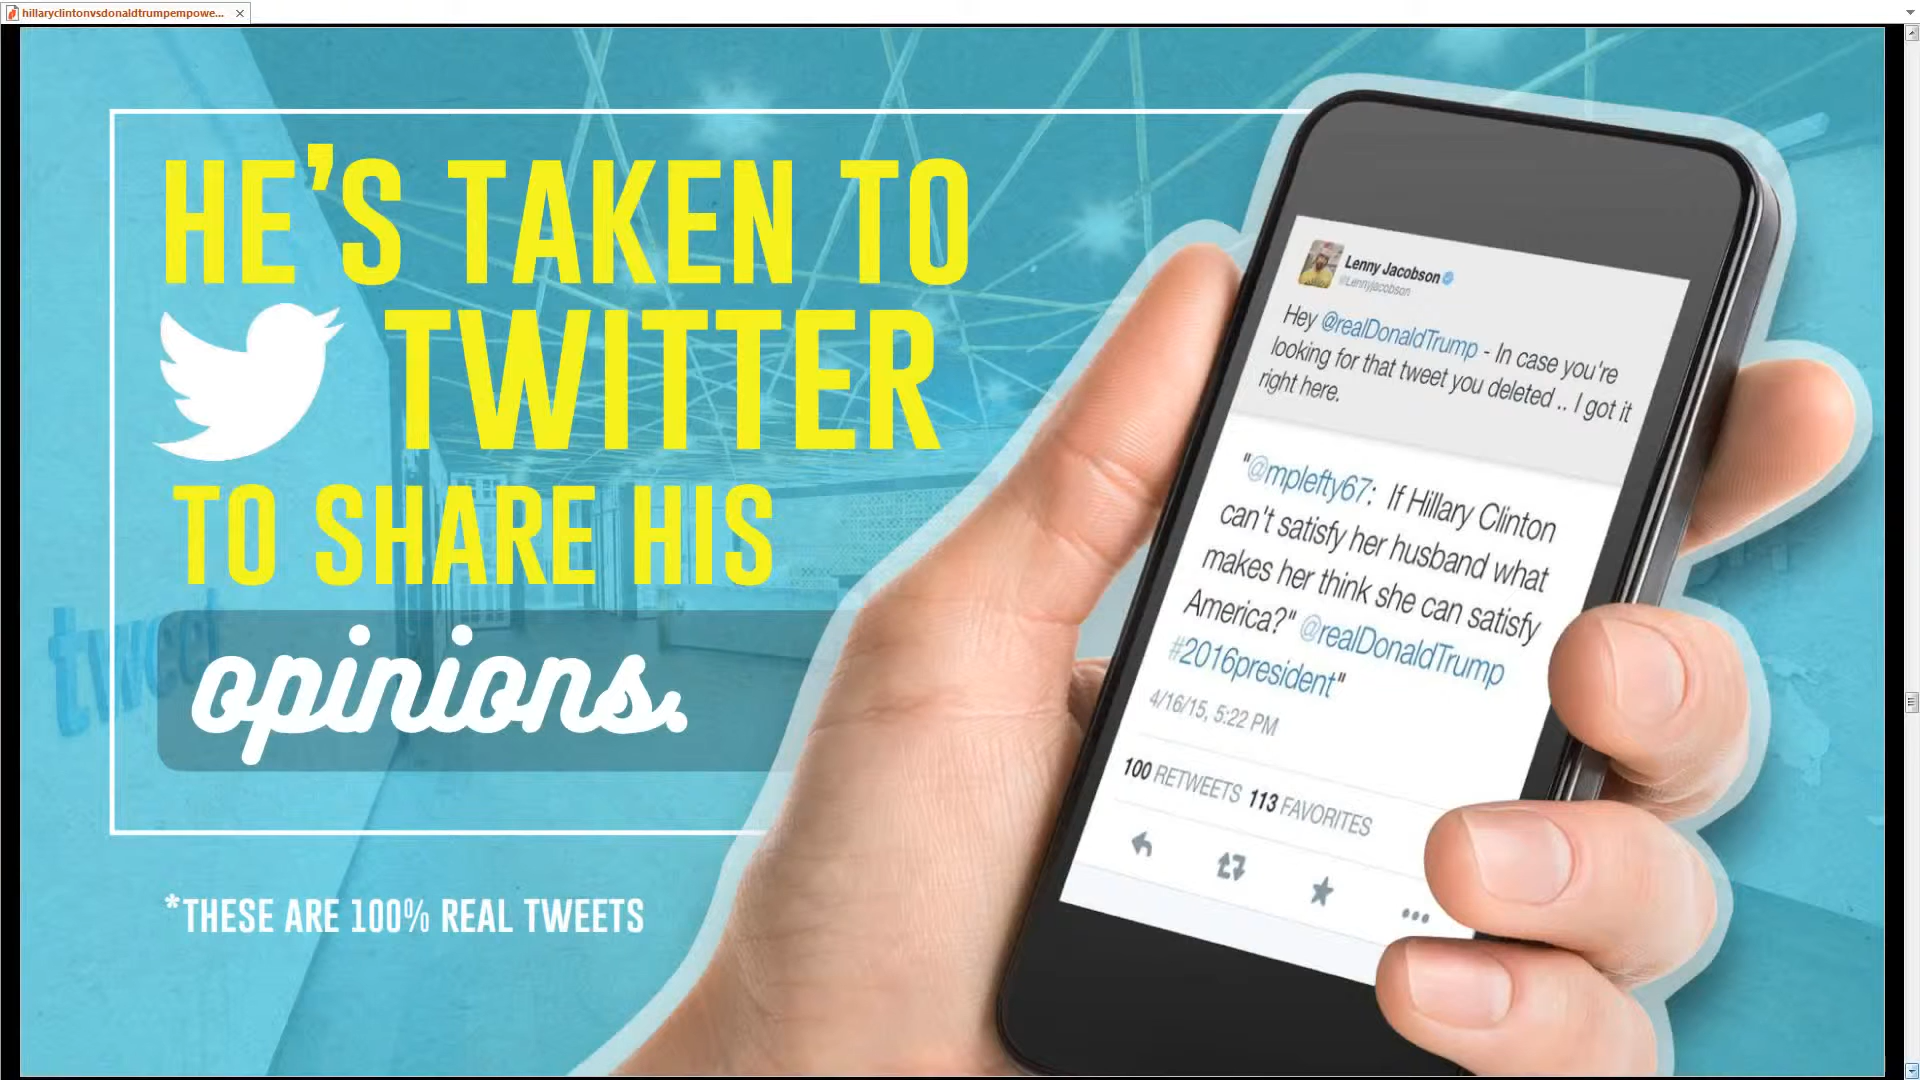 hillaryclintonvsdonaldtrumpempowe...
HE'S TAKEN TO
TWITTER
TO SHARE HIS
opinions.
*THESE ARE 100% REAL TWEETS
tweet
Lenny Jacobson
@Lennyjacobson
Hey @realDonaldTrump - In case you're
looking for that tweet you deleted .. I got it
right here.
"@mplefty67: If Hillary Clinton
can't satisfy her husband what
makes her think she can satisfy
America?" @realDonaldTrump
#2016president"
4/16/15, 5:22 PM
100 RETWEETS 113 FAVORITES